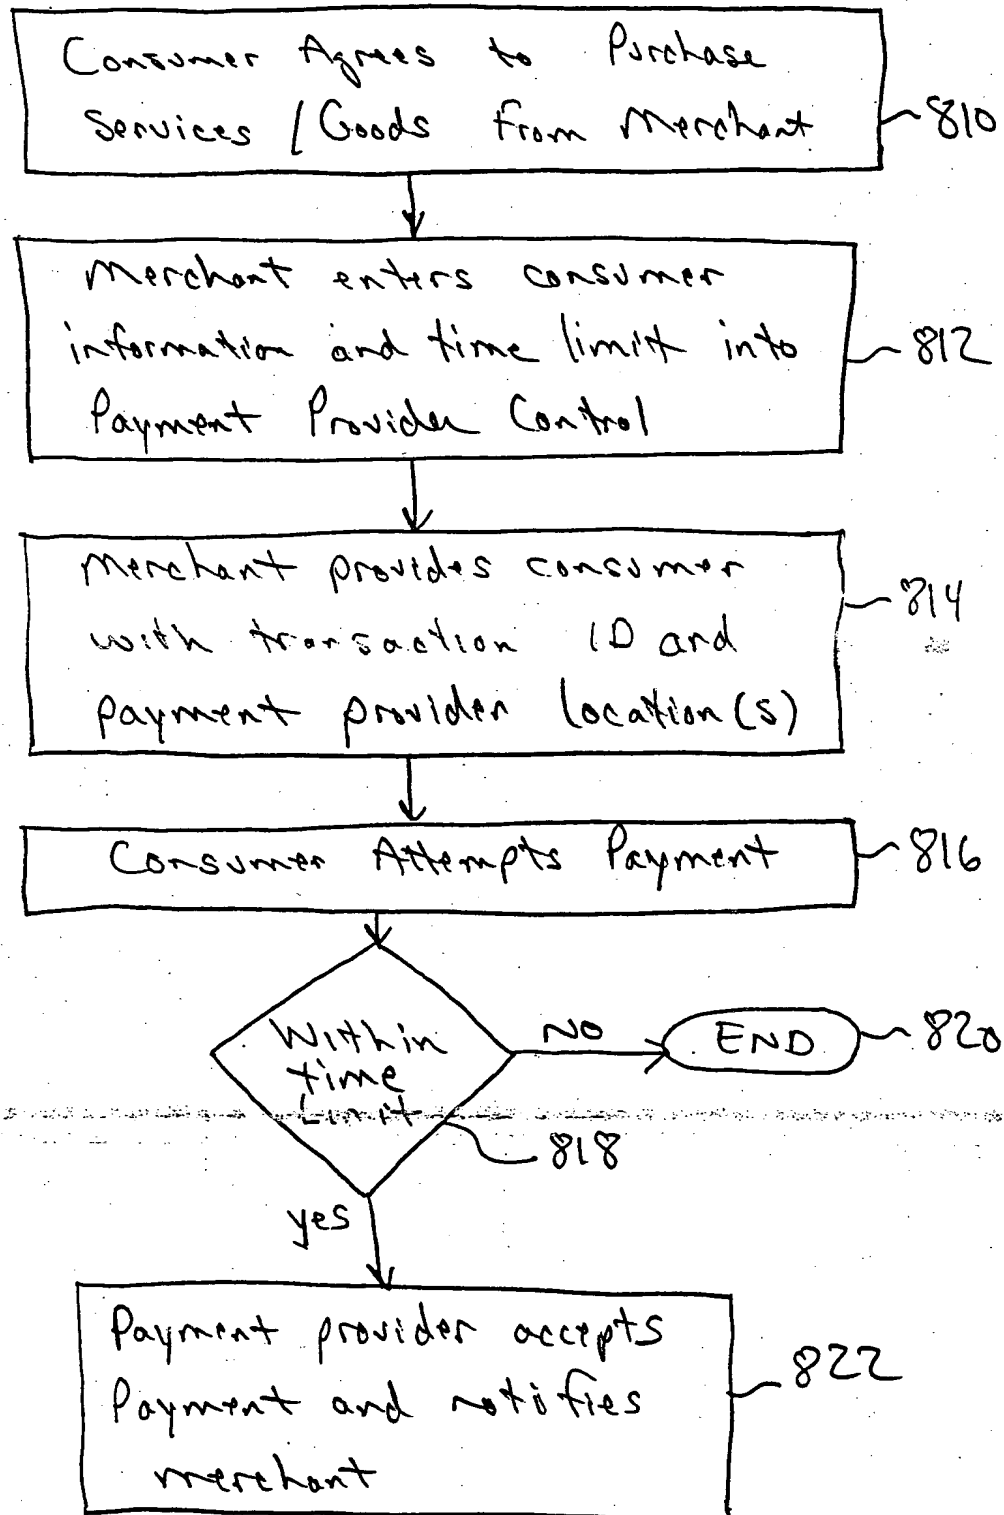 Consumer Agrees to Purchase
Services / Goods from Merchant
810
Merchant enters consumer
information and time limit into
Payment Provider Control
812
Merchant provides consumer
with transaction ID and
payment provider location(s)
814
Consumer Attempts Payment
816
Within
time
Limit
818
NO
END
820
yes
Payment provider accepts
Payment and notifies
merchant
822